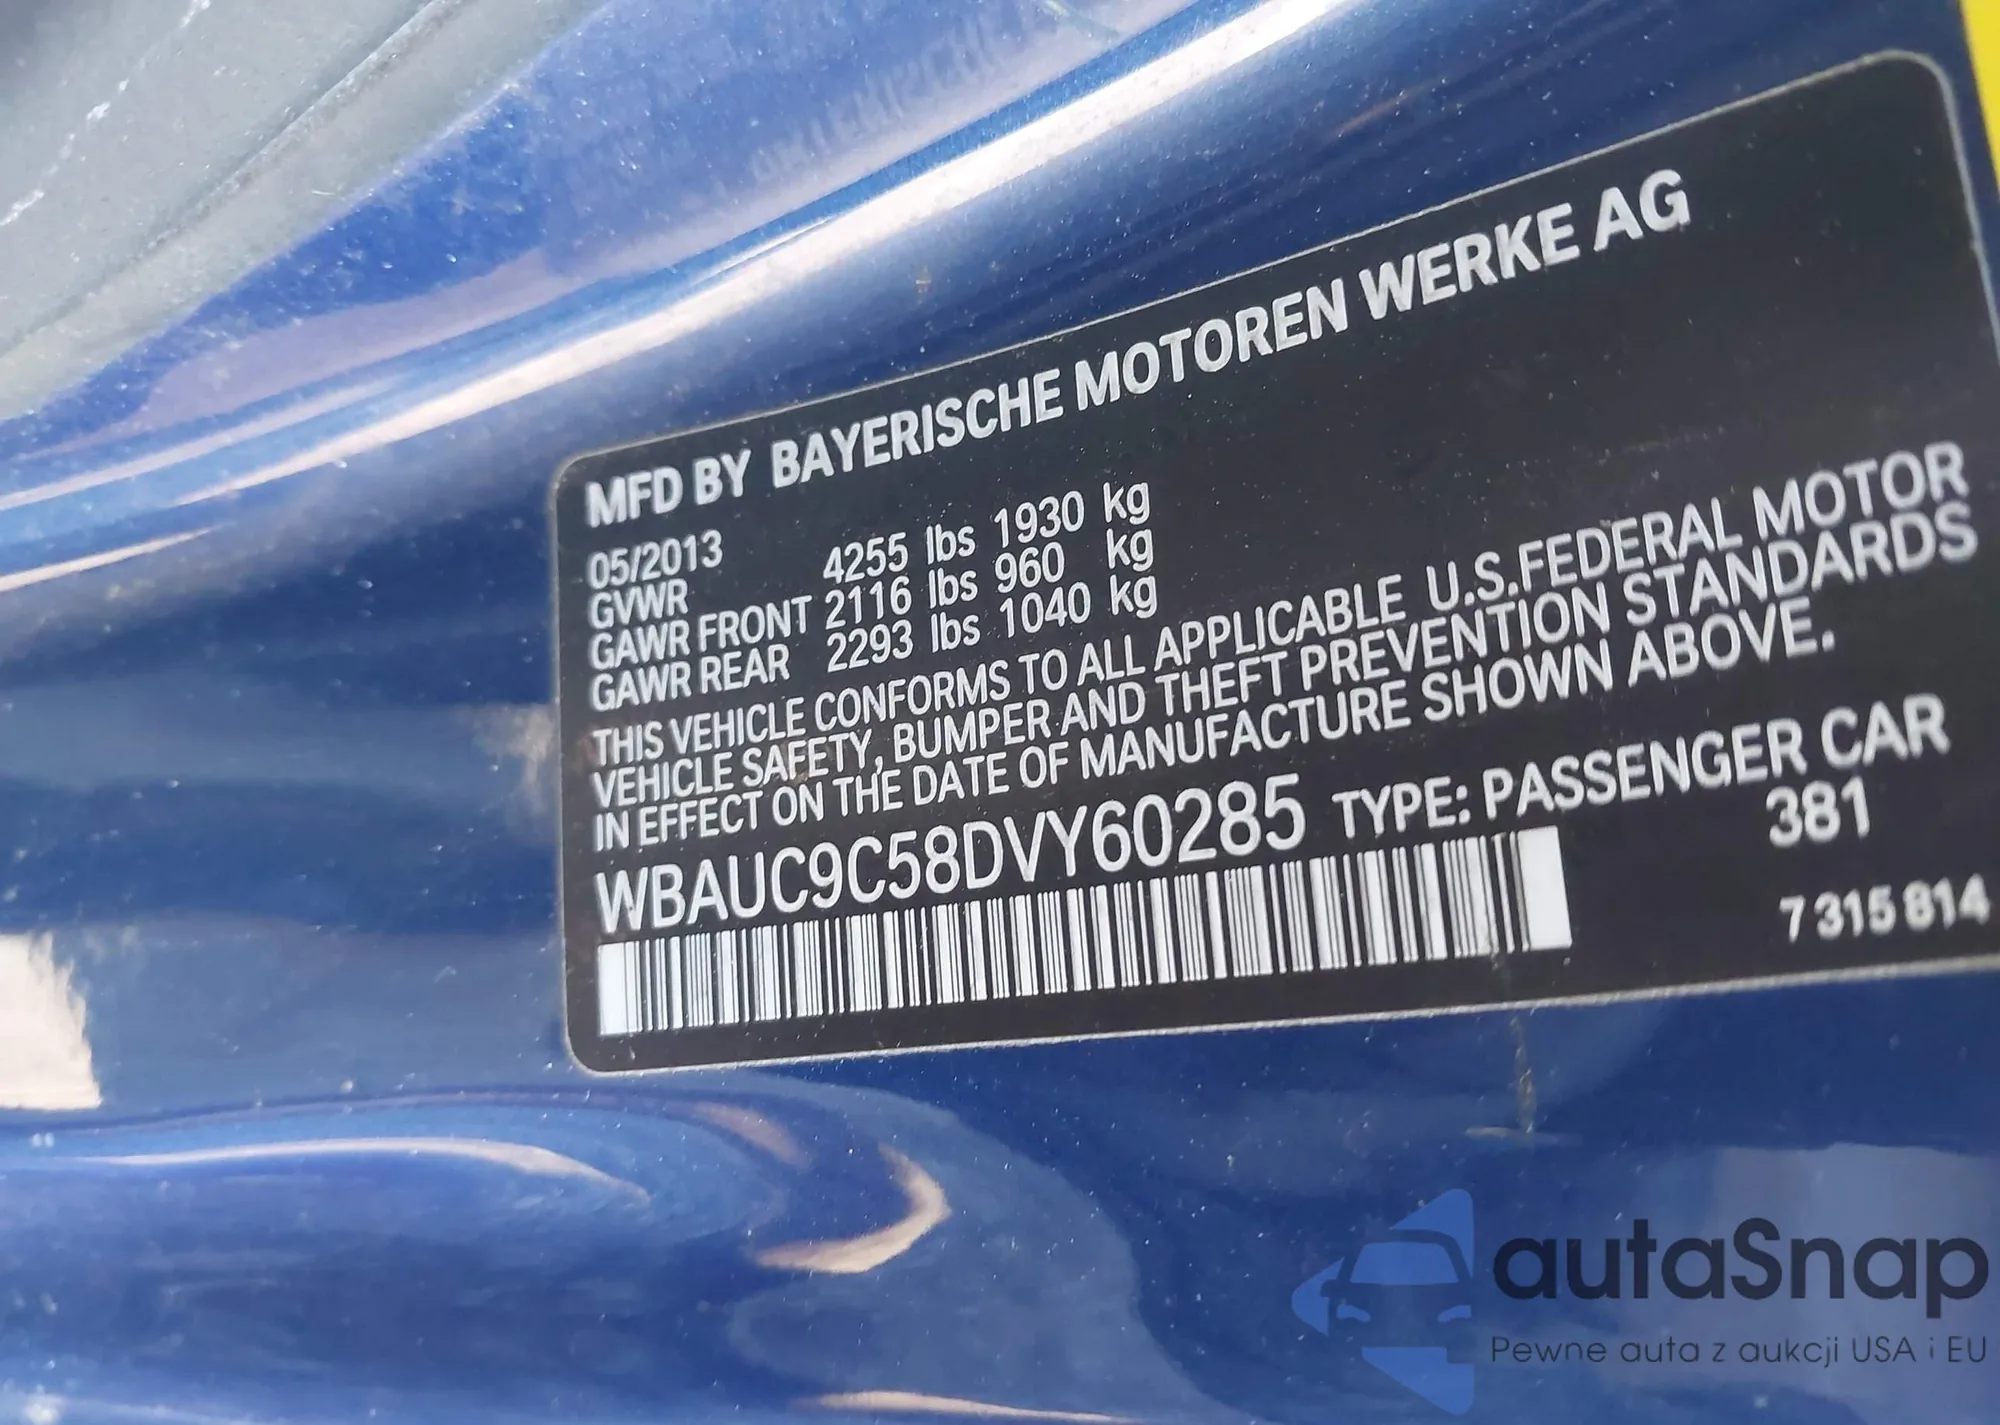 MFD BY BAYERISCHE MOTOREN WERKE AG
05/2013
GVWR 4255 lbs 1930 kg
GAWR FRONT 2116 lbs 960 kg
GAWR REAR 2293 lbs 1040 kg
THIS VEHICLE CONFORMS TO ALL APPLICABLE U.S.FEDERAL MOTOR
VEHICLE SAFETY, BUMPER AND THEFT PREVENTION STANDARDS
IN EFFECT ON THE DATE OF MANUFACTURE SHOWN ABOVE.
WBAUC9C58DVY60285 TYPE: PASSENGER CAR
381
7 315 814
autaSnap
Pewne auta z aukcji USA i EU